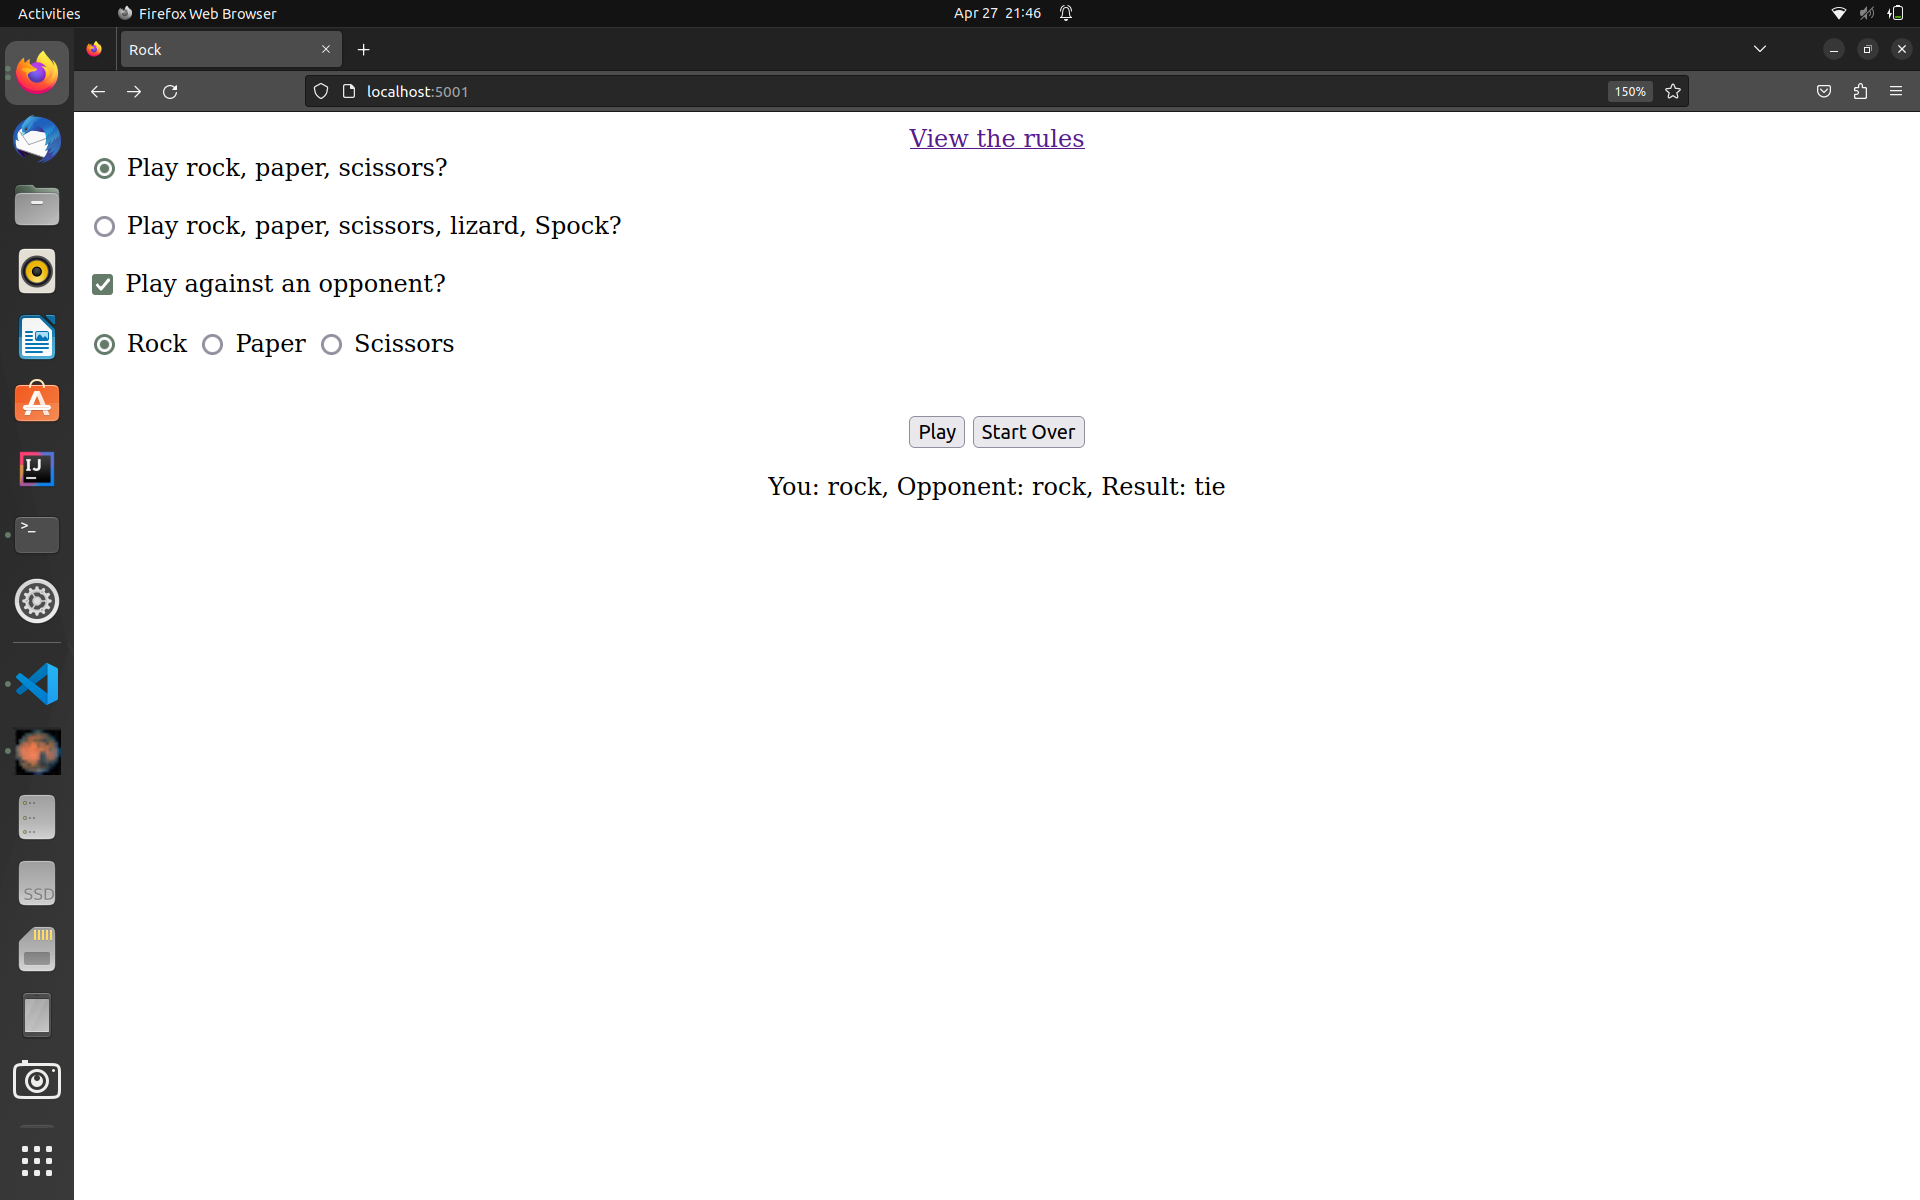 Activities Firefox Web Browser Apr 27 21:46
Rock
localhost:5001 150%
View the rules
Play rock, paper, scissors?
Play rock, paper, scissors, lizard, Spock?
Play against an opponent?
Rock Paper Scissors
Play Start Over
You: rock, Opponent: rock, Result: tie
IJ
>_
SSD